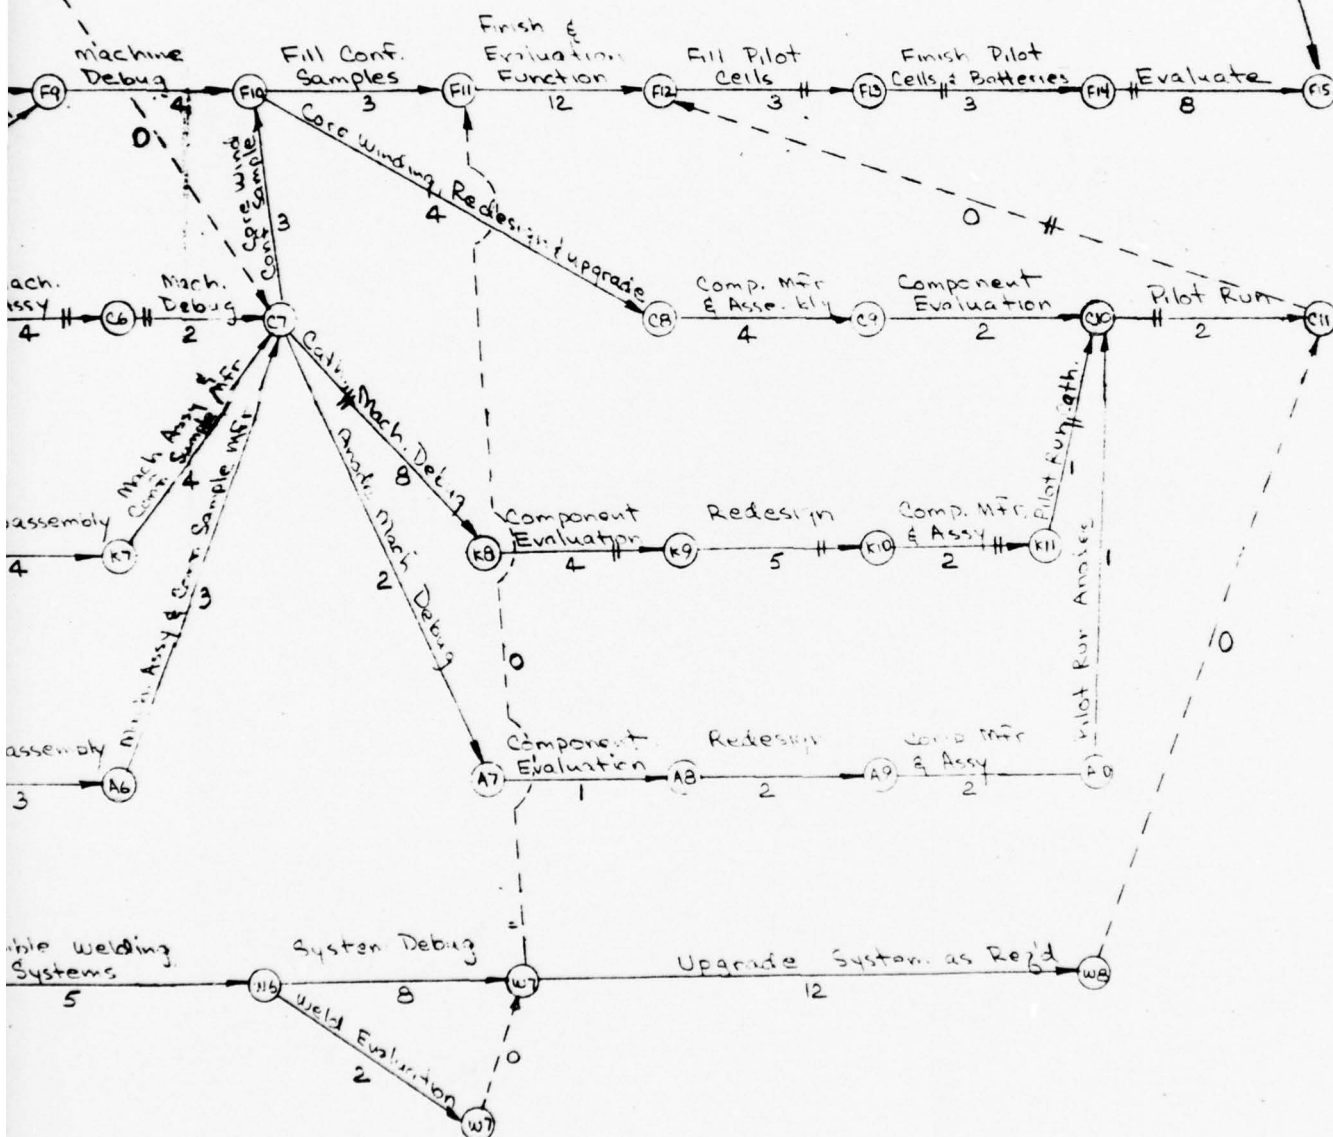 Machine
Debug
4
Fill Conf.
Samples
3
Finish &
Evaluation
Function
12
Fill Pilot
Cells
3
Finish Pilot
Cells & Batteries
3
Evaluate
8
F9
F10
F11
F12
F13
F14
F15
0
Core Wind
Conf. Sample
3
Core Winding Redesign & upgrade
4
0
ach.
ssy
4
C6
Mach.
Debug
2
C7
C8
Comp. Mfr
& Assembly
4
C9
Component
Evaluation
2
C10
Pilot Run
2
C11
Mach Assy &
Conf. Sample Mfr
4
Assy & Conf. Sample Mfr
3
Cath. Mach. Debug
8
Anode Mach Debug
2
assembly
4
K7
K8
Component
Evaluation
4
K9
Redesign
5
K10
Comp. Mfr.
& Assy
2
K11
Pilot Run Cath.
1
Pilot Run Anodes
1
0
0
assembly
3
A6
A7
Component
Evaluation
1
A8
Redesign
2
A9
Comp Mfr
& Assy
2
ible Welding
Systems
5
W6
System Debug
8
W7
Upgrade System as Req'd
12
W8
Weld Evaluation
2
0
W7